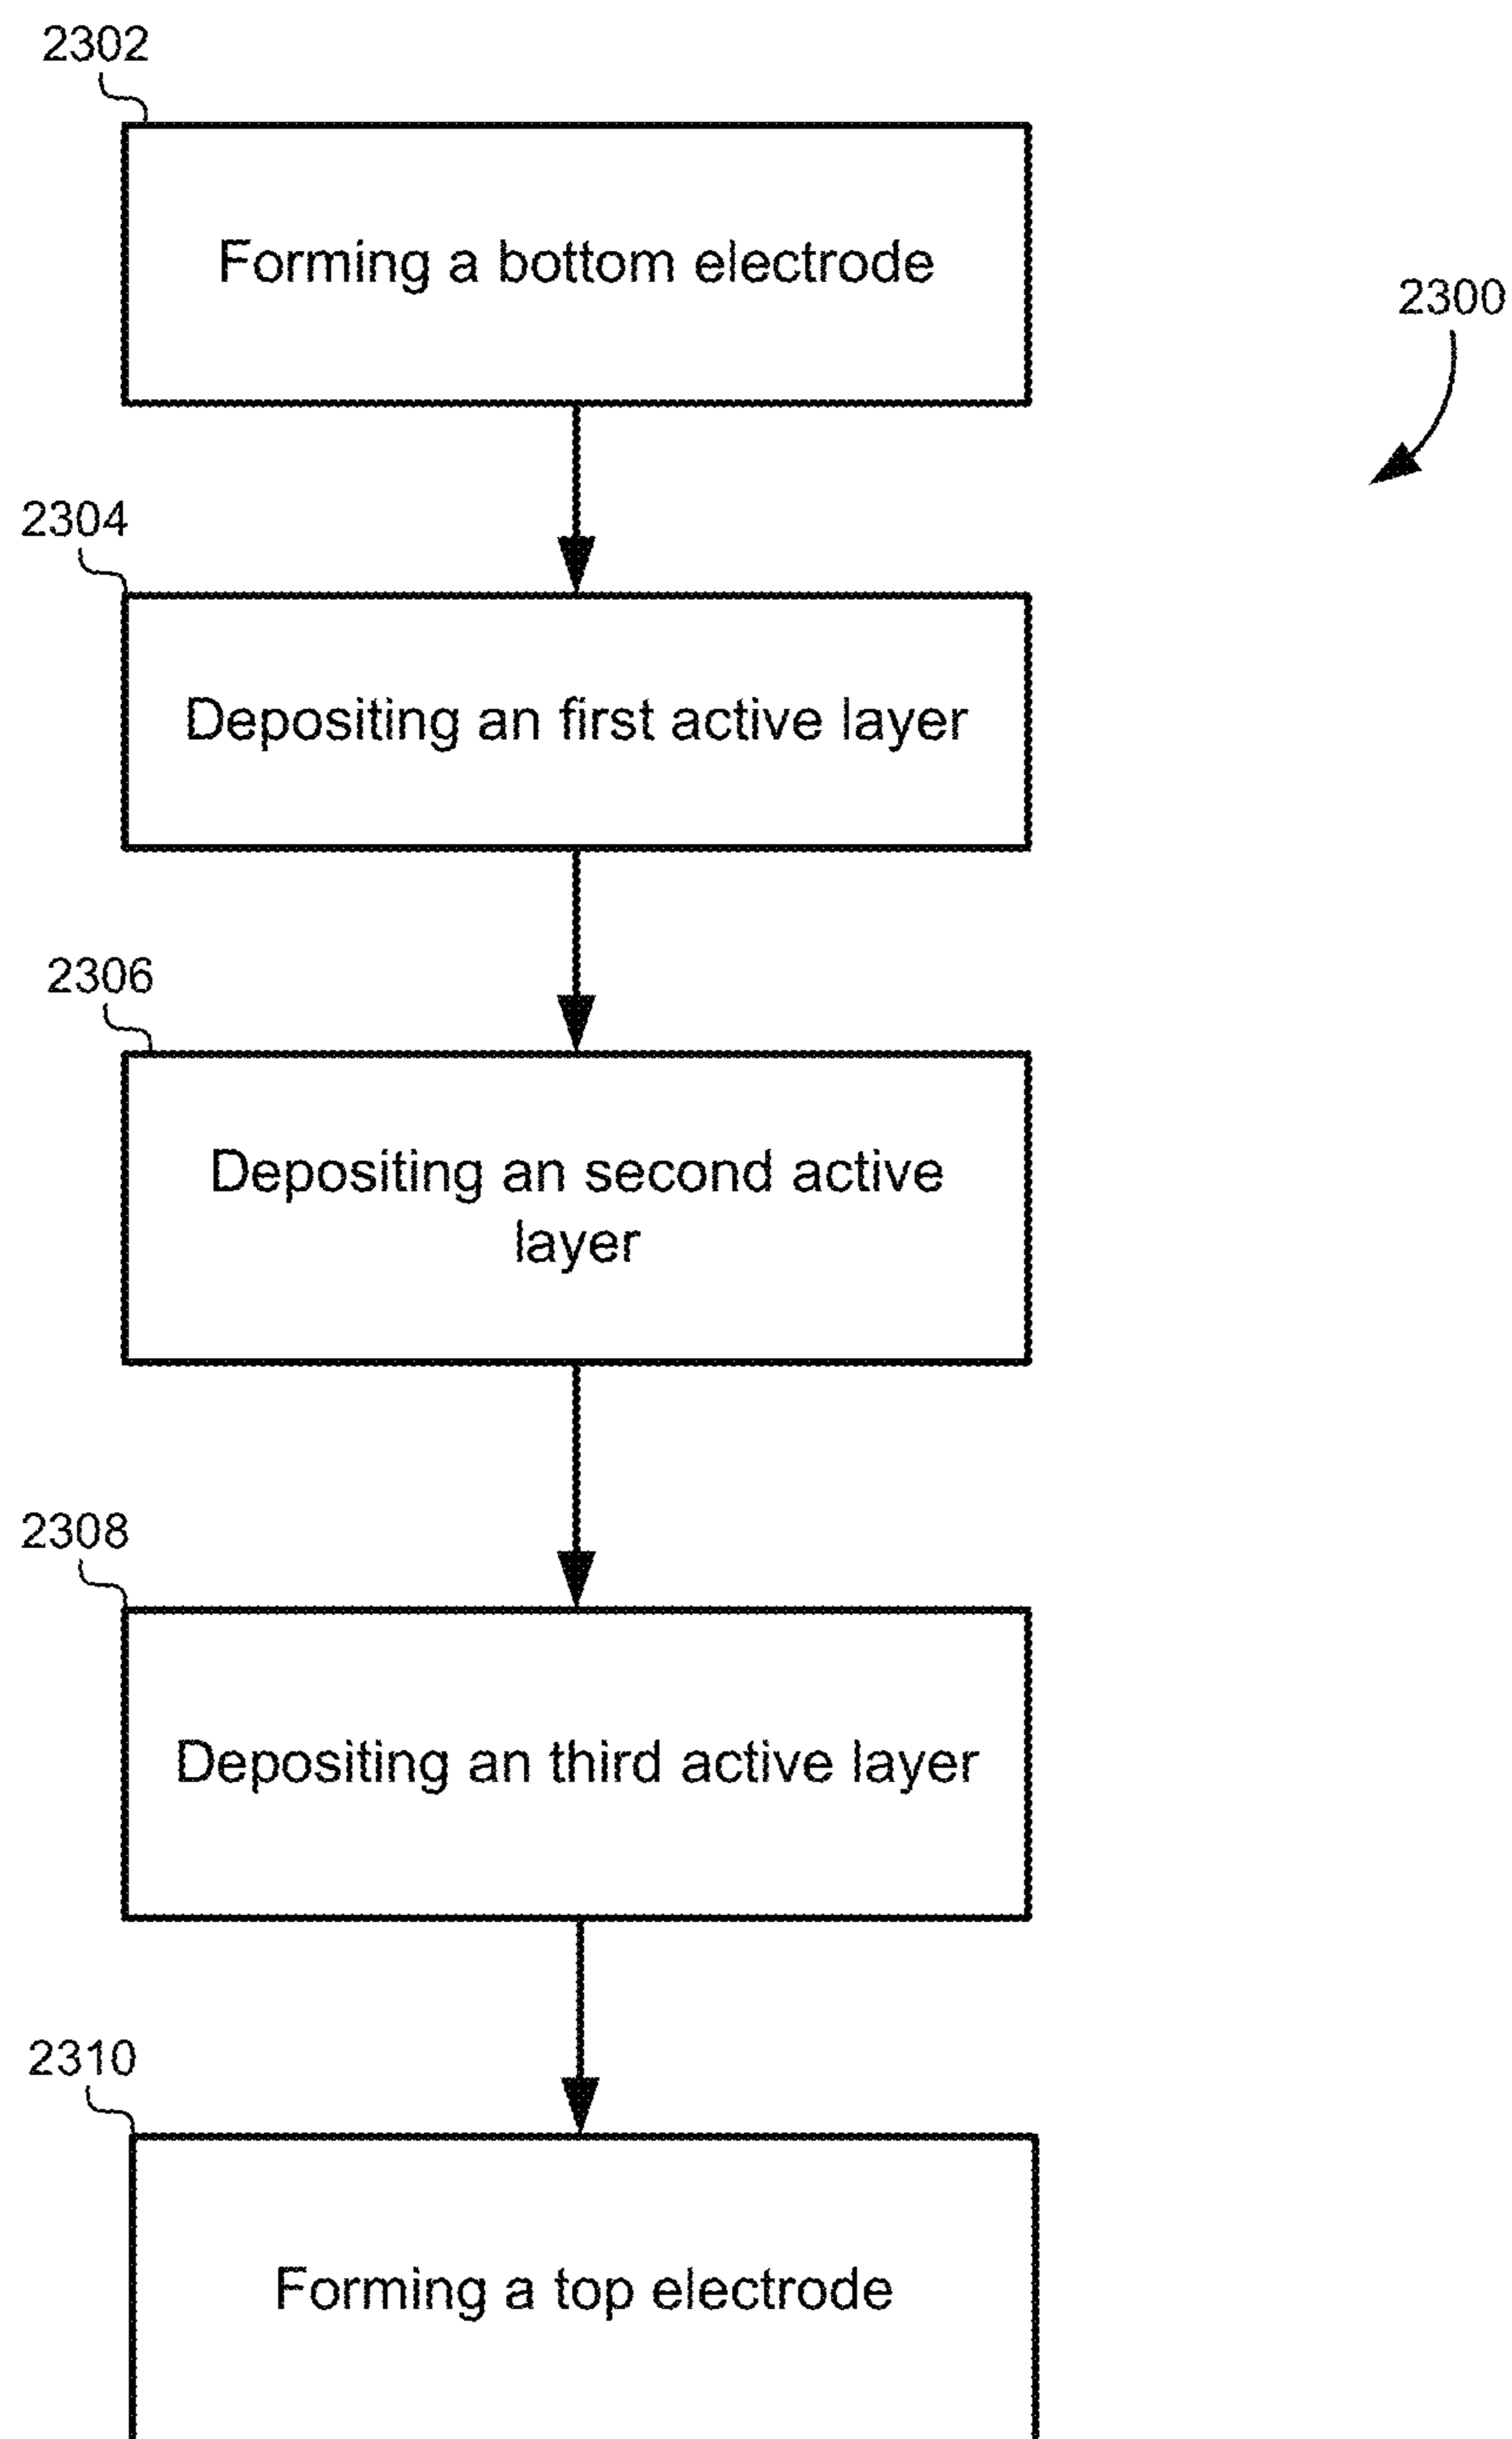 2302
Forming a bottom electrode
2300
2304
Depositing an first active layer
2306
Depositing an second active
layer
2308
Depositing an third active layer
2310
Forming a top electrode